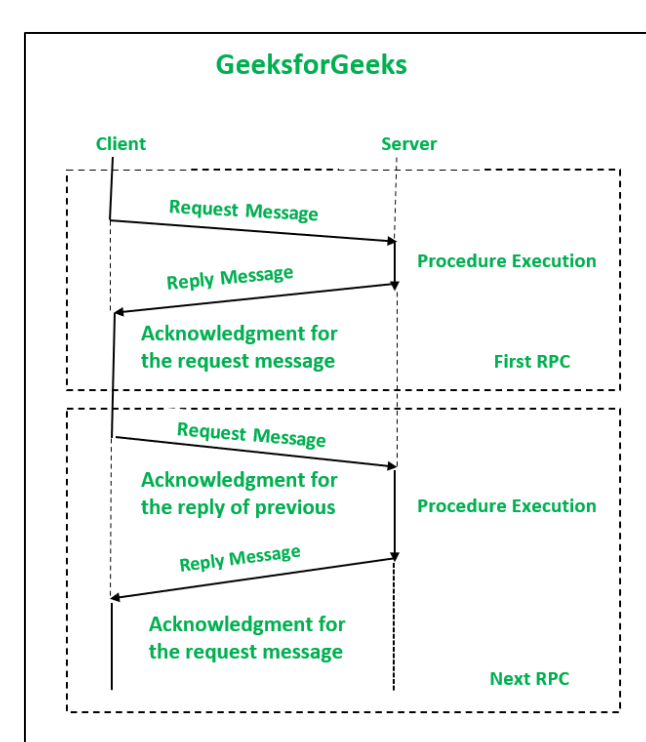 GeeksforGeeks
Client
Server
Request Message
Procedure Execution
Reply Message
Acknowledgment for
the request message
First RPC
Request Message
Acknowledgment for
the reply of previous
Procedure Execution
Reply Message
Acknowledgment for
the request message
Next RPC